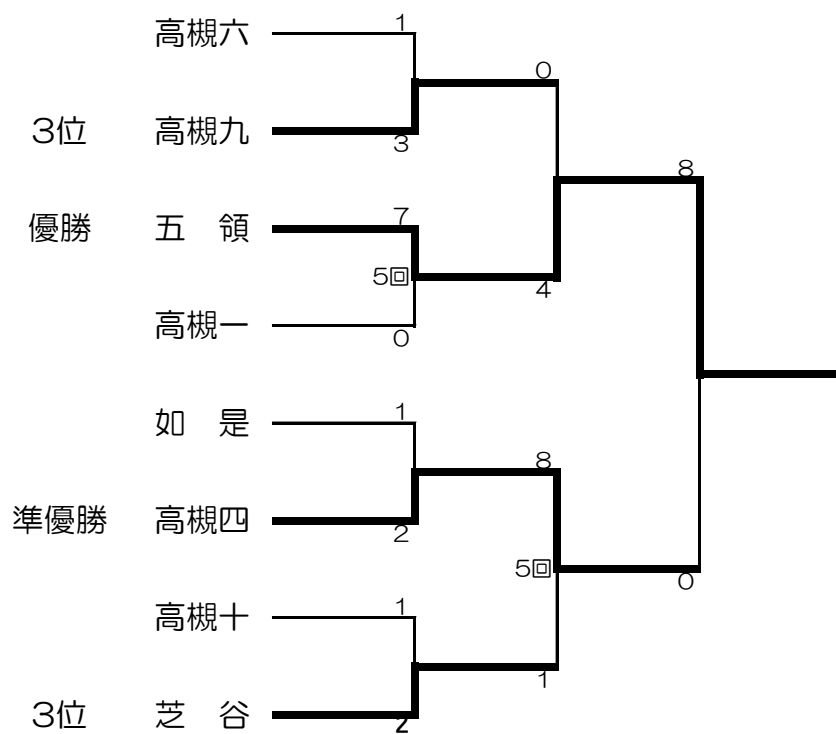 高槻六 1
0
3位 高槻九 3
8
優勝 五 領 7
5回
4
高槻一 0
如 是 1
8
準優勝 高槻四 2
5回
0
高槻十 1
1
3位 芝 谷 2